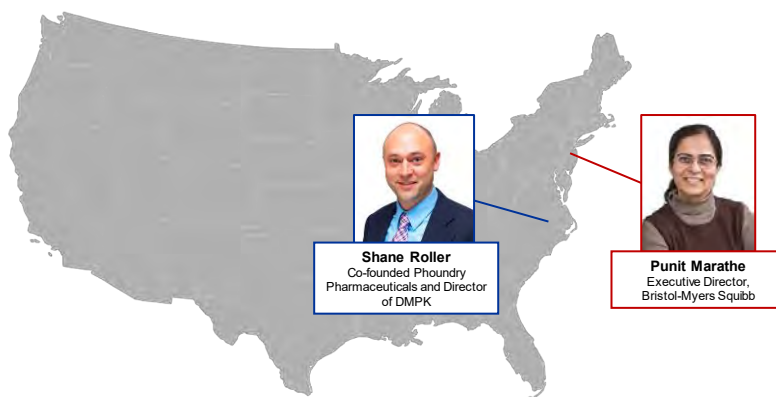 Shane Roller
Co-founded Phoundry
Pharmaceuticals and Director
of DMPK
Punit Marathe
Executive Director,
Bristol-Myers Squibb